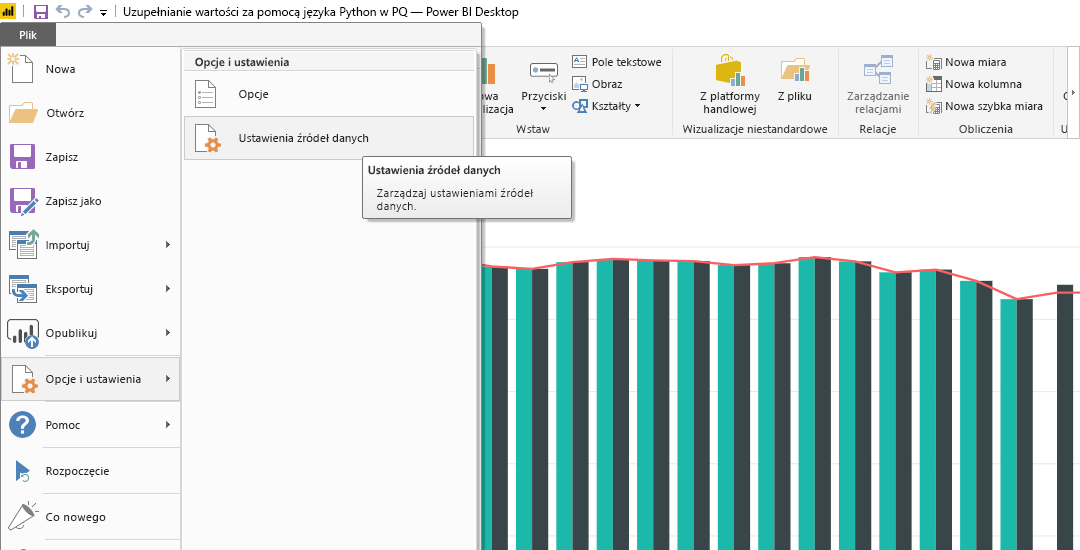 Uzupełnianie wartości za pomocą języka Python w PQ — Power BI Desktop
Plik
Nowa
Otwórz
Zapisz
Zapisz jako
Importuj
Eksportuj
Opublikuj
Opcje i ustawienia
Pomoc
Rozpoczęcie
Co nowego
Opcje i ustawienia
Opcje
Ustawienia źródeł danych
Ustawienia źródeł danych
Zarządzaj ustawieniami źródeł
danych.
Przyciski
Pole tekstowe
Obraz
Kształty
Wstaw
Z platformy
handlowej
Z pliku
Wizualizacje niestandardowe
Zarządzanie
relacjami
Relacje
Nowa miara
Nowa kolumna
Nowa szybka miara
Obliczenia